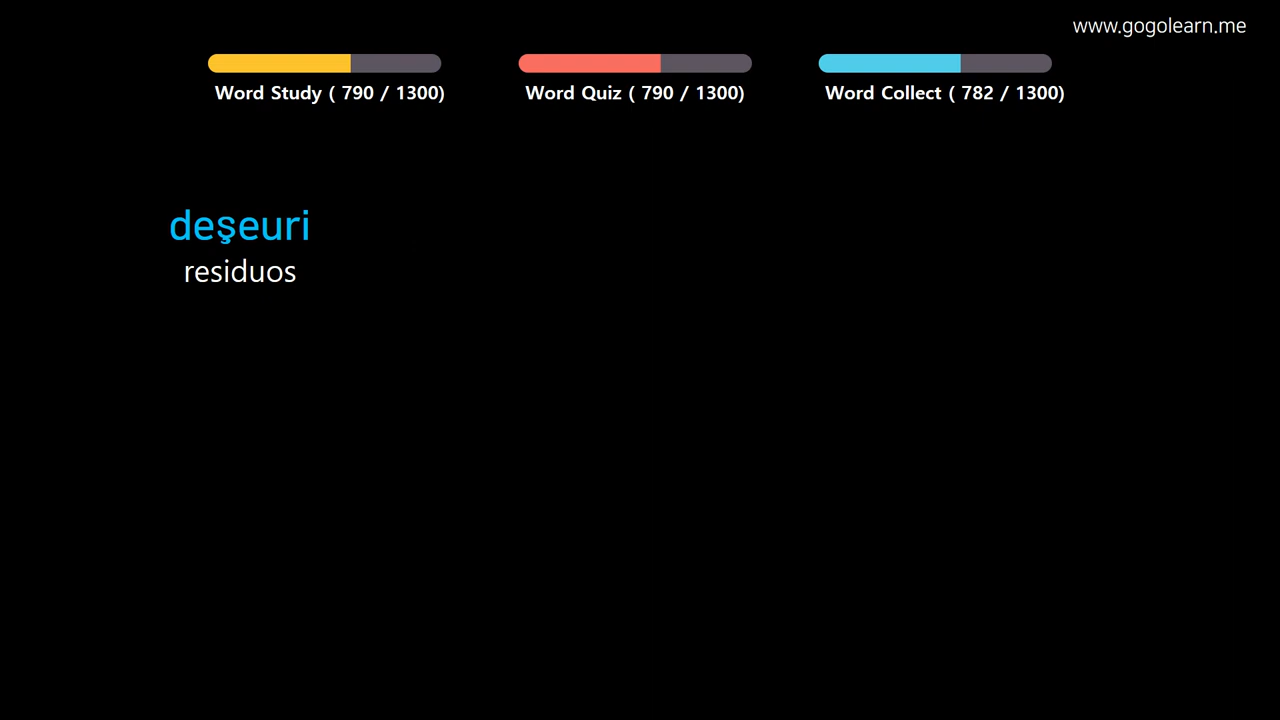 www.gogolearn.me
Word Study ( 790 / 1300)
Word Quiz ( 790 / 1300)
Word Collect ( 782 / 1300)
deşeuri
residuos